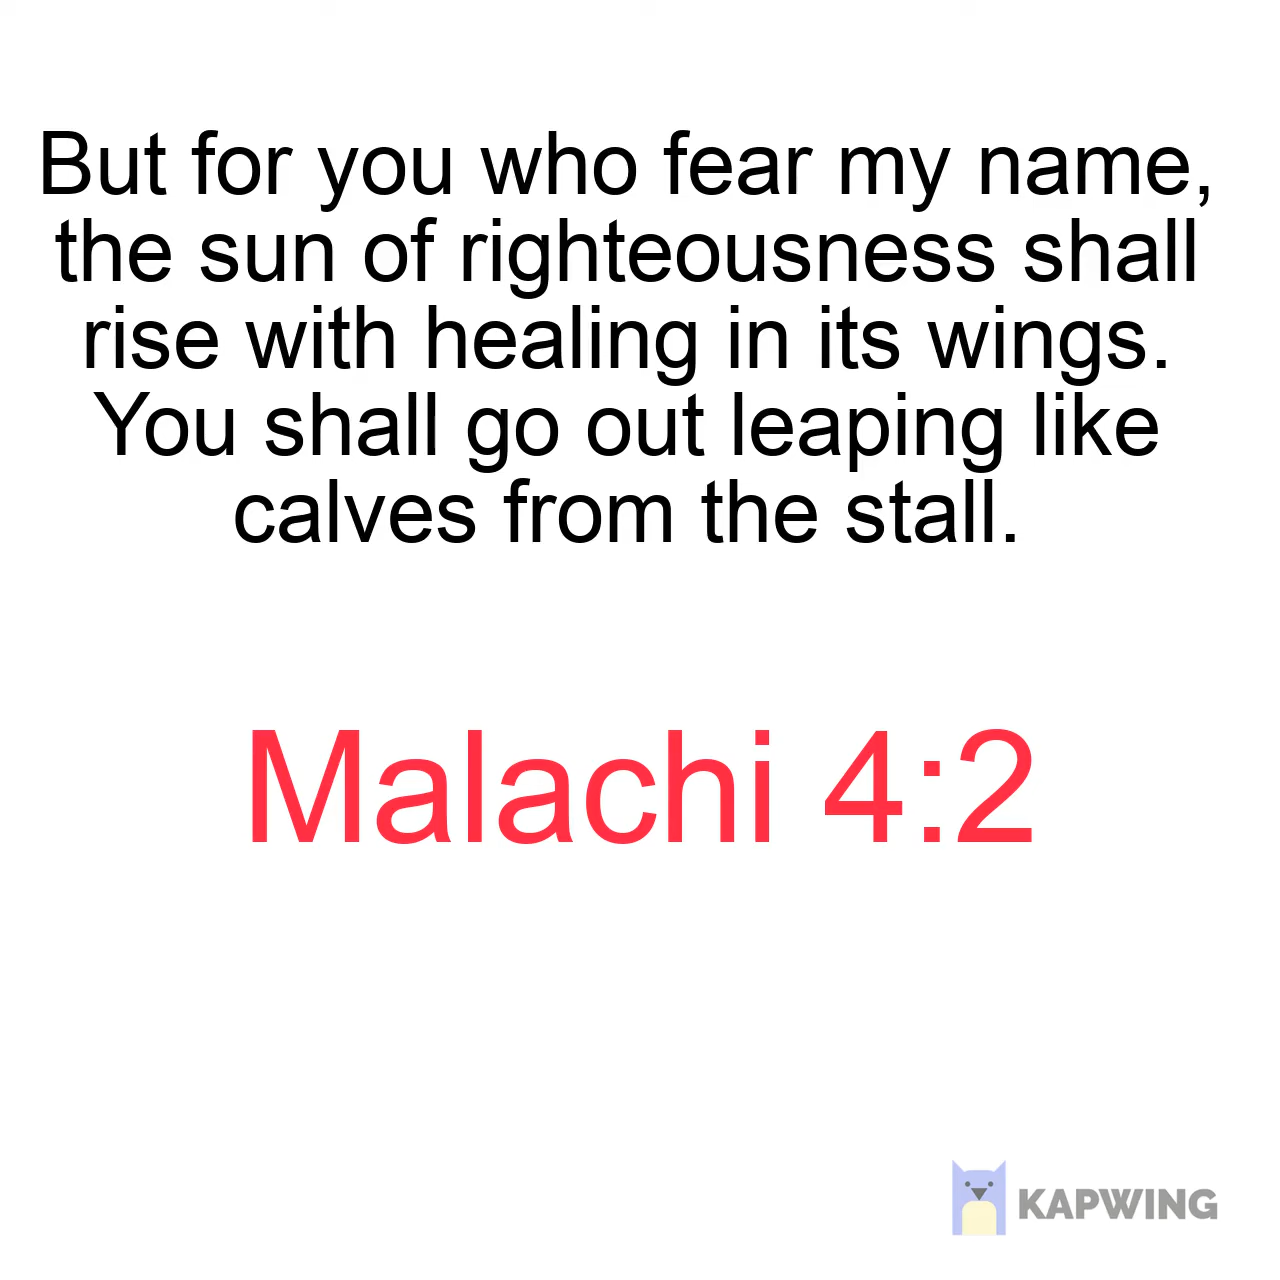 But for you who fear my name,
the sun of righteousness shall
rise with healing in its wings.
You shall go out leaping like
calves from the stall.
Malachi 4:2
KAPWING